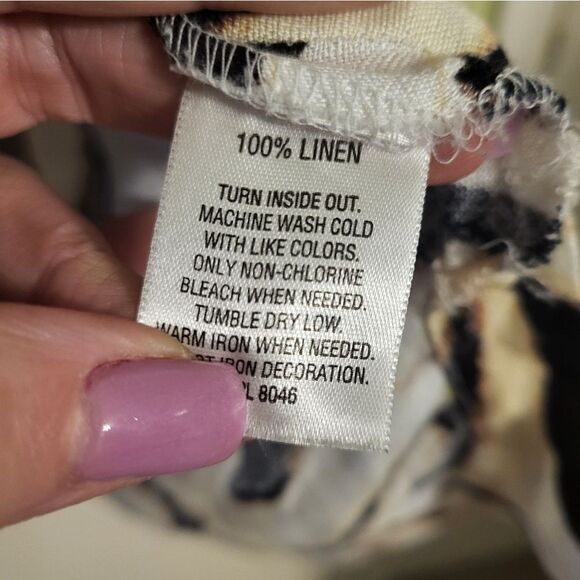 100% LINEN
TURN INSIDE OUT.
MACHINE WASH COLD
WITH LIKE COLORS.
ONLY NON-CHLORINE
BLEACH WHEN NEEDED.
TUMBLE DRY LOW.
WARM IRON WHEN NEEDED.
IRON DECORATION.
8046